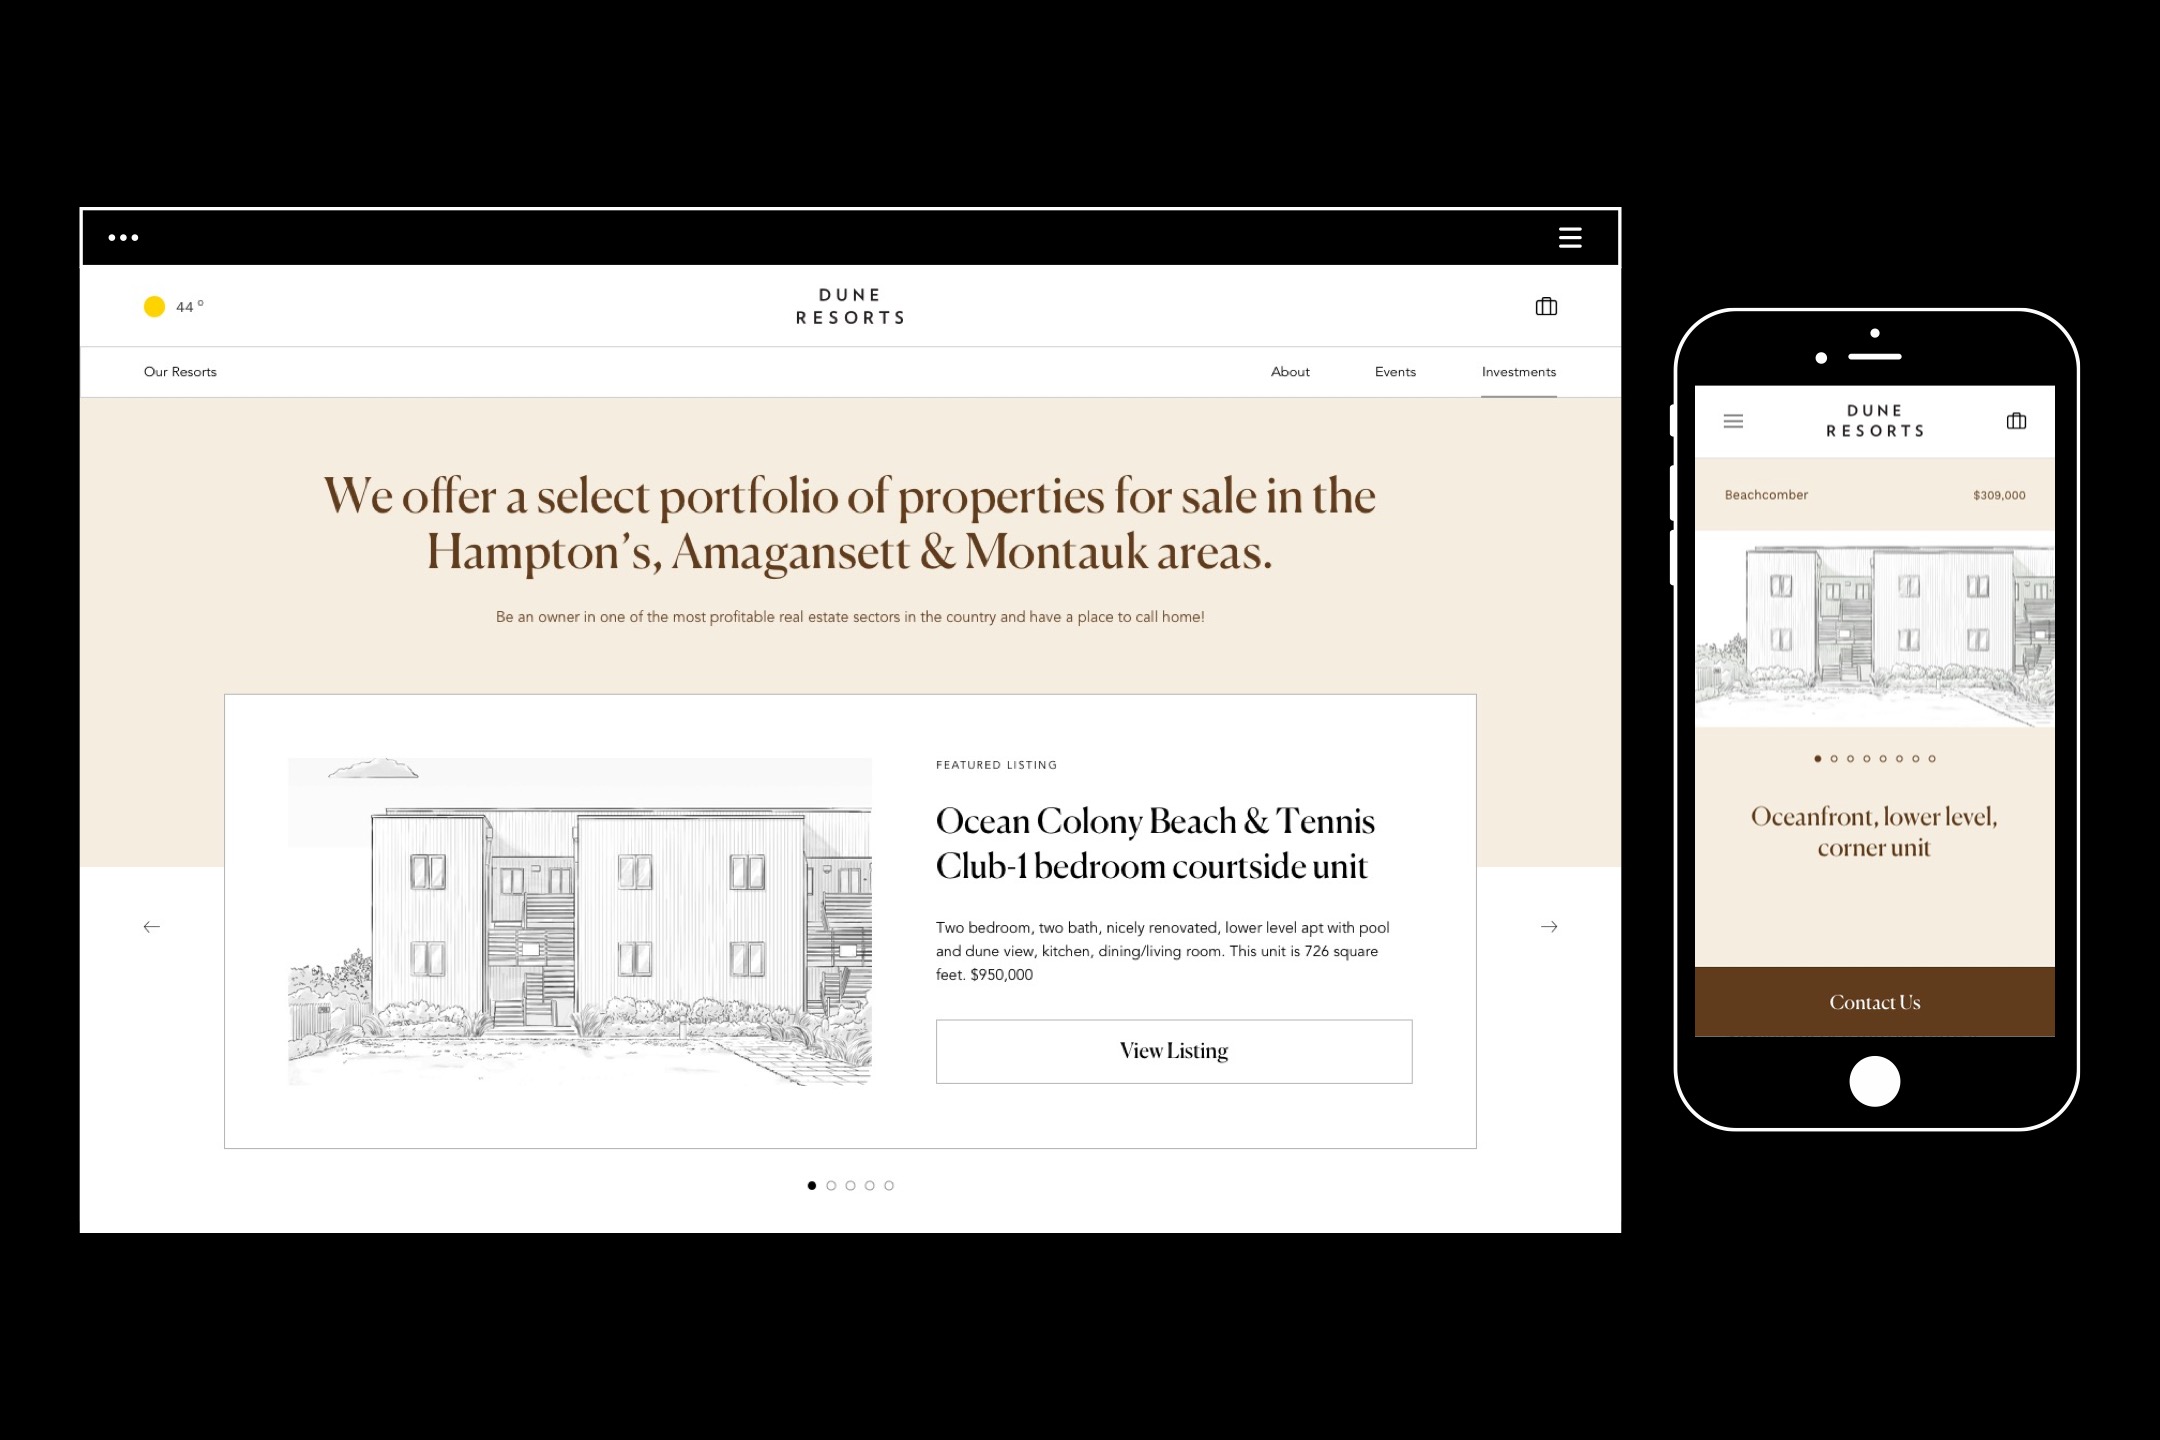 44°
DUNE
RESORTS
Our Resorts
About
Events
Investments
We offer a select portfolio of properties for sale in the
Hampton’s, Amagansett & Montauk areas.
Be an owner in one of the most profitable real estate sectors in the country and have a place to call home!
FEATURED LISTING
Ocean Colony Beach & Tennis
Club-1 bedroom courtside unit
Two bedroom, two bath, nicely renovated, lower level apt with pool
and dune view, kitchen, dining/living room. This unit is 726 square
feet. $950,000
View Listing
DUNE
RESORTS
Beachcomber
$309,000
Oceanfront, lower level,
corner unit
Contact Us